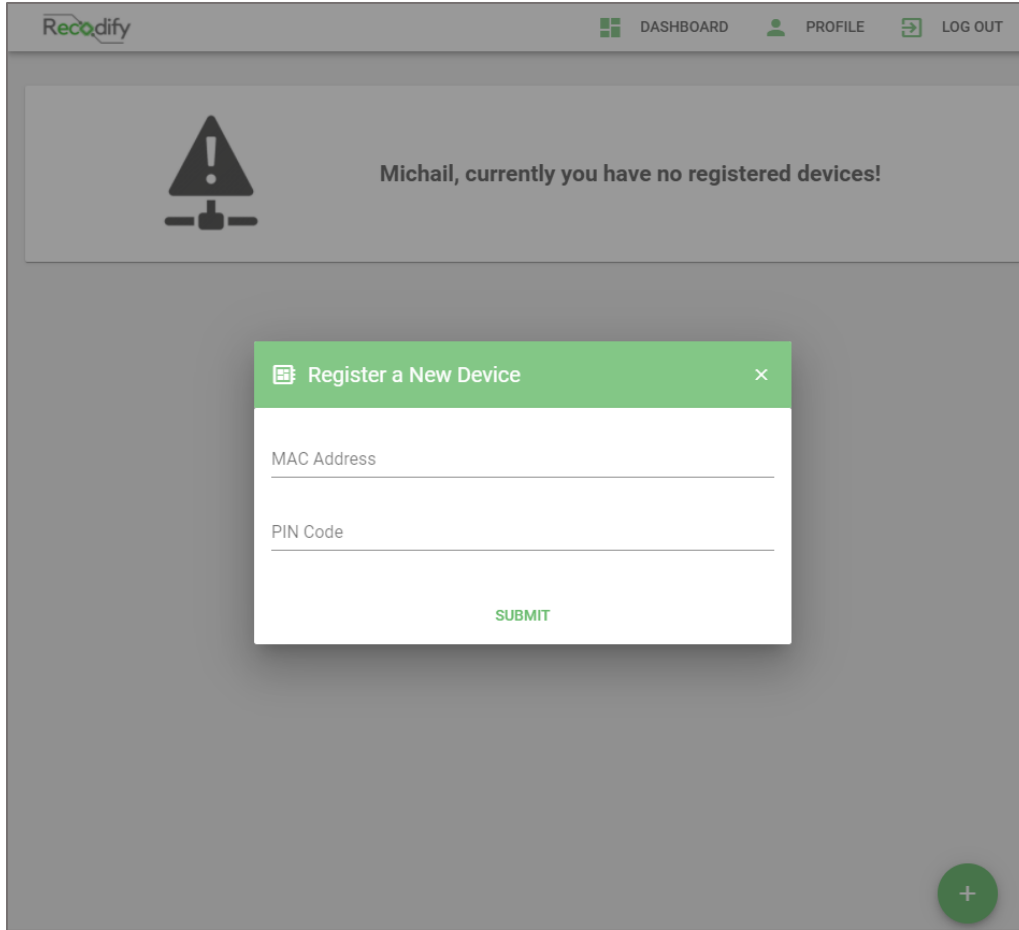 Recodify
DASHBOARD
PROFILE
LOG OUT
Michail, currently you have no registered devices!
Register a New Device
MAC Address
PIN Code
SUBMIT